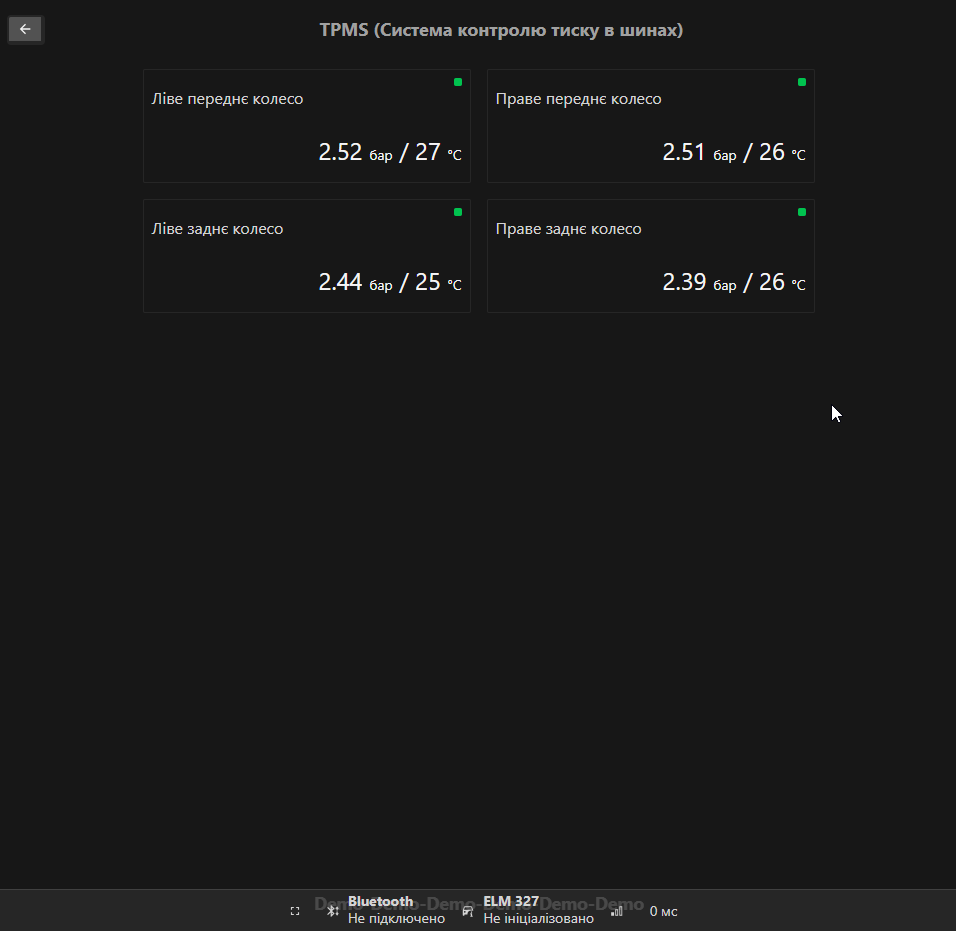 TPMS (Система контролю тиску в шинах)
Ліве переднє колесо
2.52 бар / 27 °C
Праве переднє колесо
2.51 бар / 26 °C
Ліве заднє колесо
2.44 бар / 25 °C
Праве заднє колесо
2.39 бар / 26 °C
Demo-Demo-Demo-Demo-Demo-Demo
Bluetooth
Не підключено
ELM 327
Не ініціалізовано
0 мс